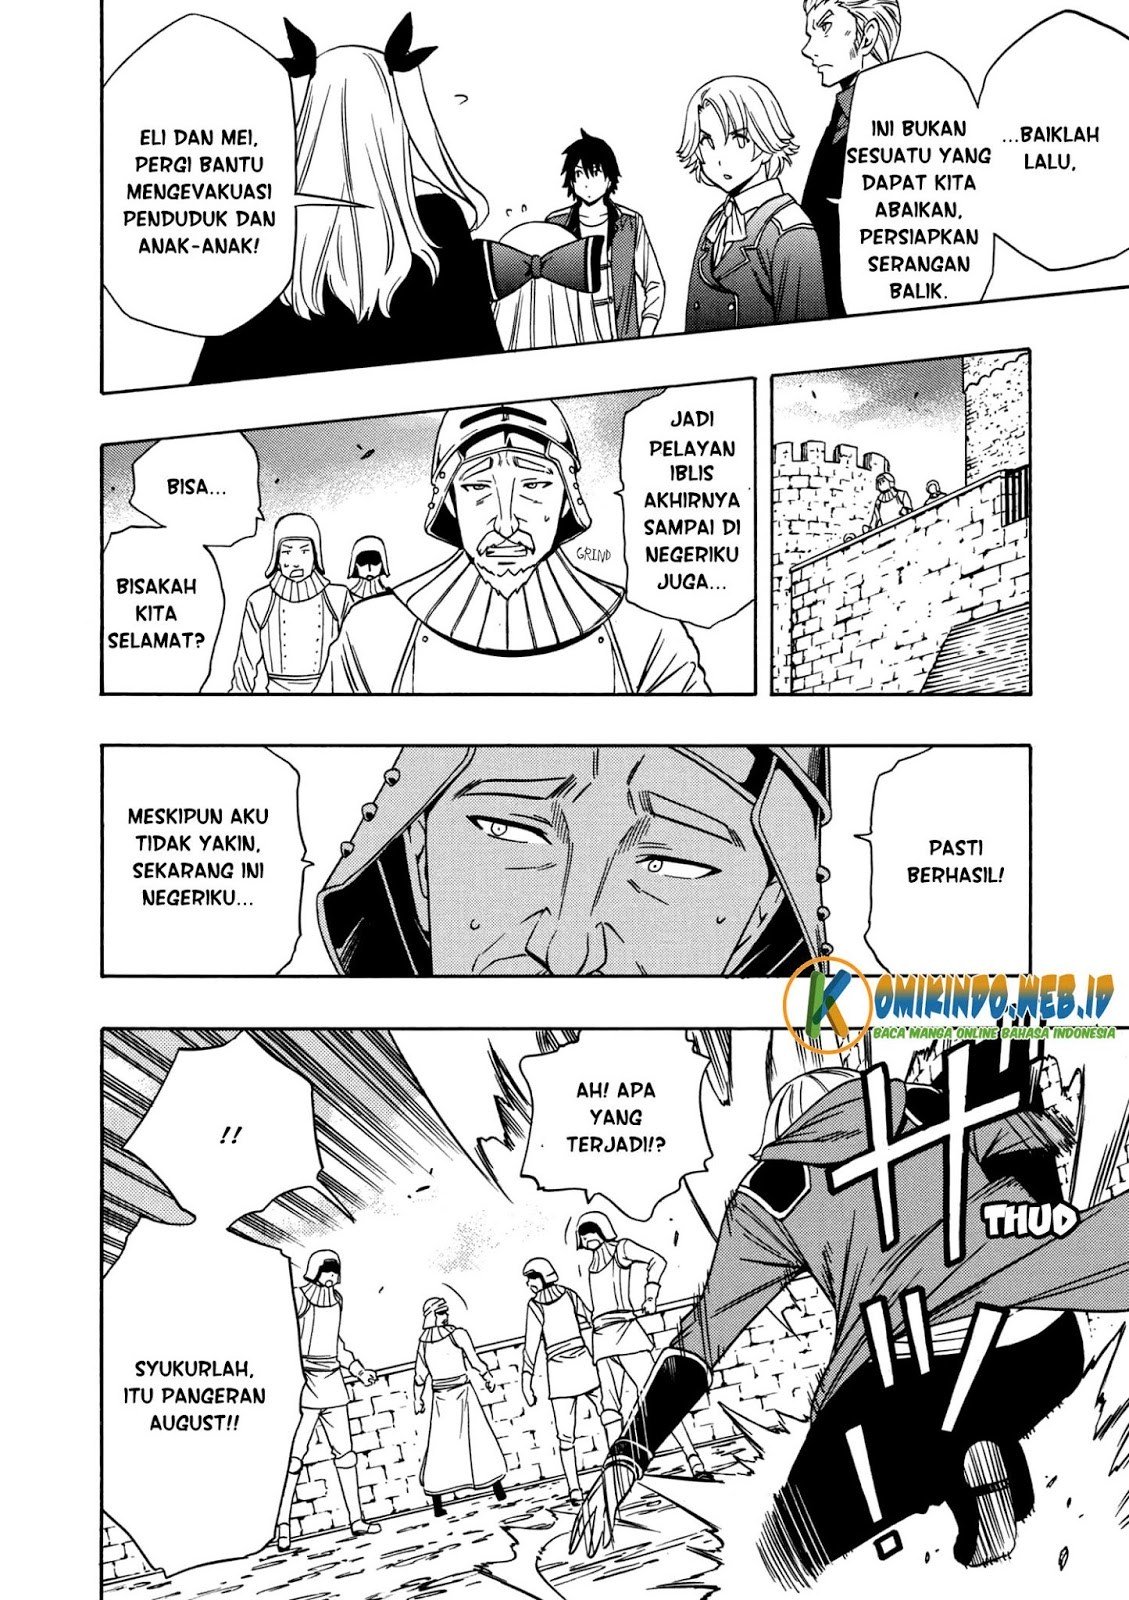 ...BAIKLAH
LALU,
INI BUKAN
SESUATU YANG
DAPAT KITA
ABAIKAN,
PERSIAPKAN
SERANGAN
BALIK.
ELI DAN MEI,
PERGI BANTU
MENGEVAKUASI
PENDUDUK DAN
ANAK-ANAK!
JADI
PELAYAN
IBLIS
AKHIRNYA
SAMPAI DI
NEGERIKU
JUGA...
GRIND
BISA...
BISAKAH
KITA
SELAMAT?
PASTI
BERHASIL!
MESKIPUN AKU
TIDAK YAKIN,
SEKARANG INI
NEGERIKU...
KOMIKINDO.WEB.ID
BACA MANGA ONLINE BAHASA INDONESIA
AH! APA
YANG
TERJADI!?
THUD
!!
SYUKURLAH,
ITU PANGERAN
AUGUST!!